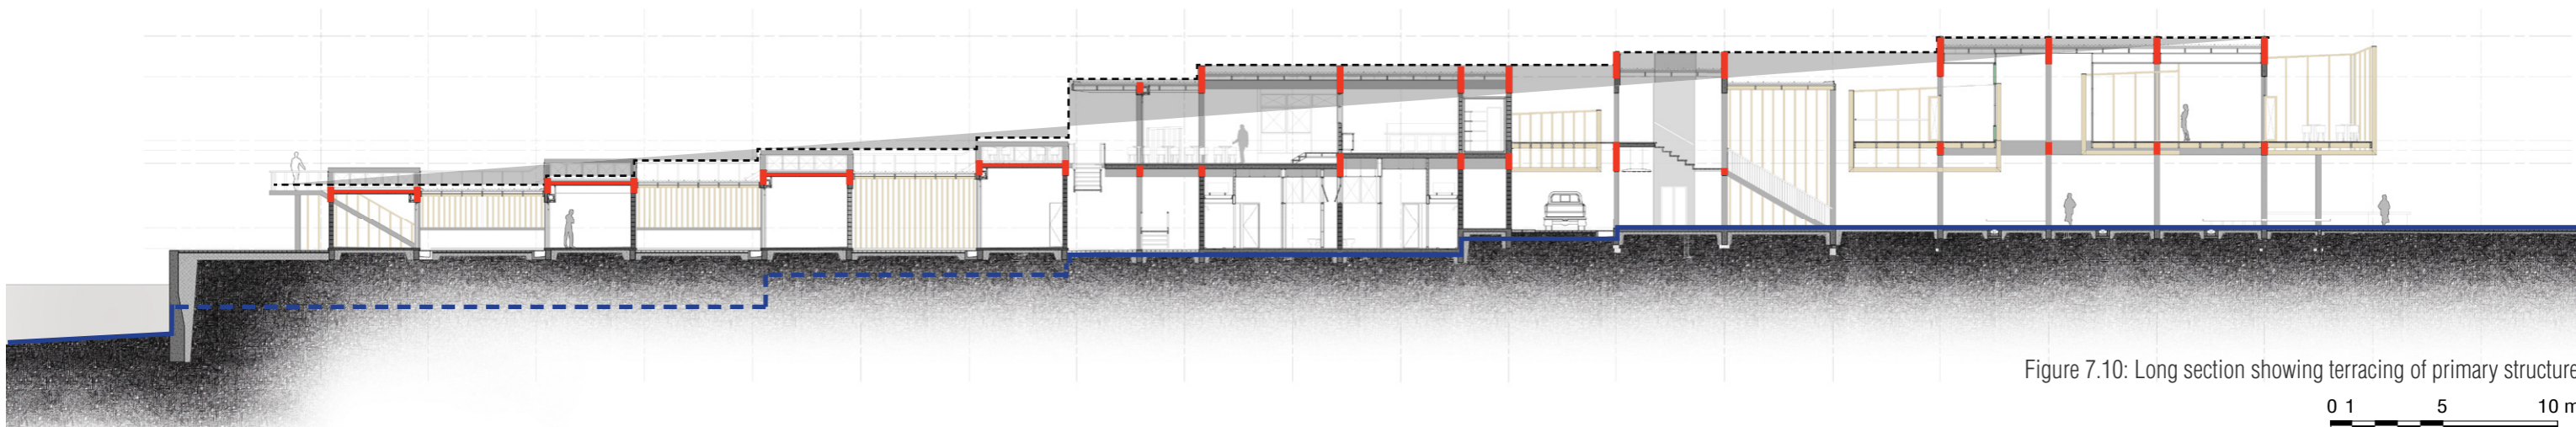 Figure 7.10: Long section showing terracing of primary structure
0 1 5 10 m